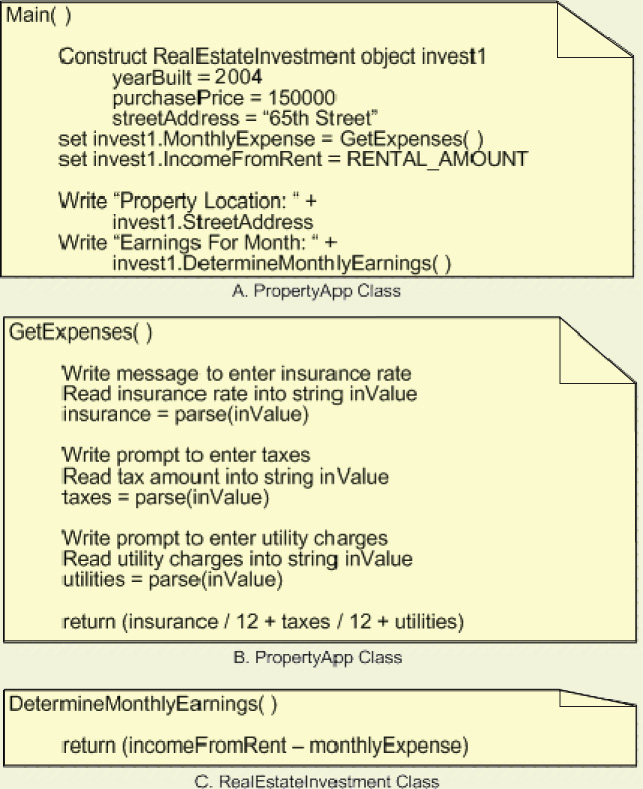 Main( )
Construct RealEstateInvestment object invest1
yearBuilt = 2004
purchasePrice = 150000
streetAddress = “65th Street”
set invest1.MonthlyExpense = GetExpenses( )
set invest1.IncomeFromRent = RENTAL_AMOUNT
Write “Property Location: “ +
invest1.StreetAddress
Write “Earnings For Month: “ +
invest1.DetermineMonthlyEarnings( )
A. PropertyApp Class
GetExpenses( )
Write message to enter insurance rate
Read insurance rate into string inValue
insurance = parse(inValue)
Write prompt to enter taxes
Read tax amount into string inValue
taxes = parse(inValue)
Write prompt to enter utility charges
Read utility charges into string inValue
utilities = parse(inValue)
return (insurance / 12 + taxes / 12 + utilities)
B. PropertyApp Class
DetermineMonthlyEarnings( )
return (incomeFromRent – monthlyExpense)
C. RealEstateInvestment Class